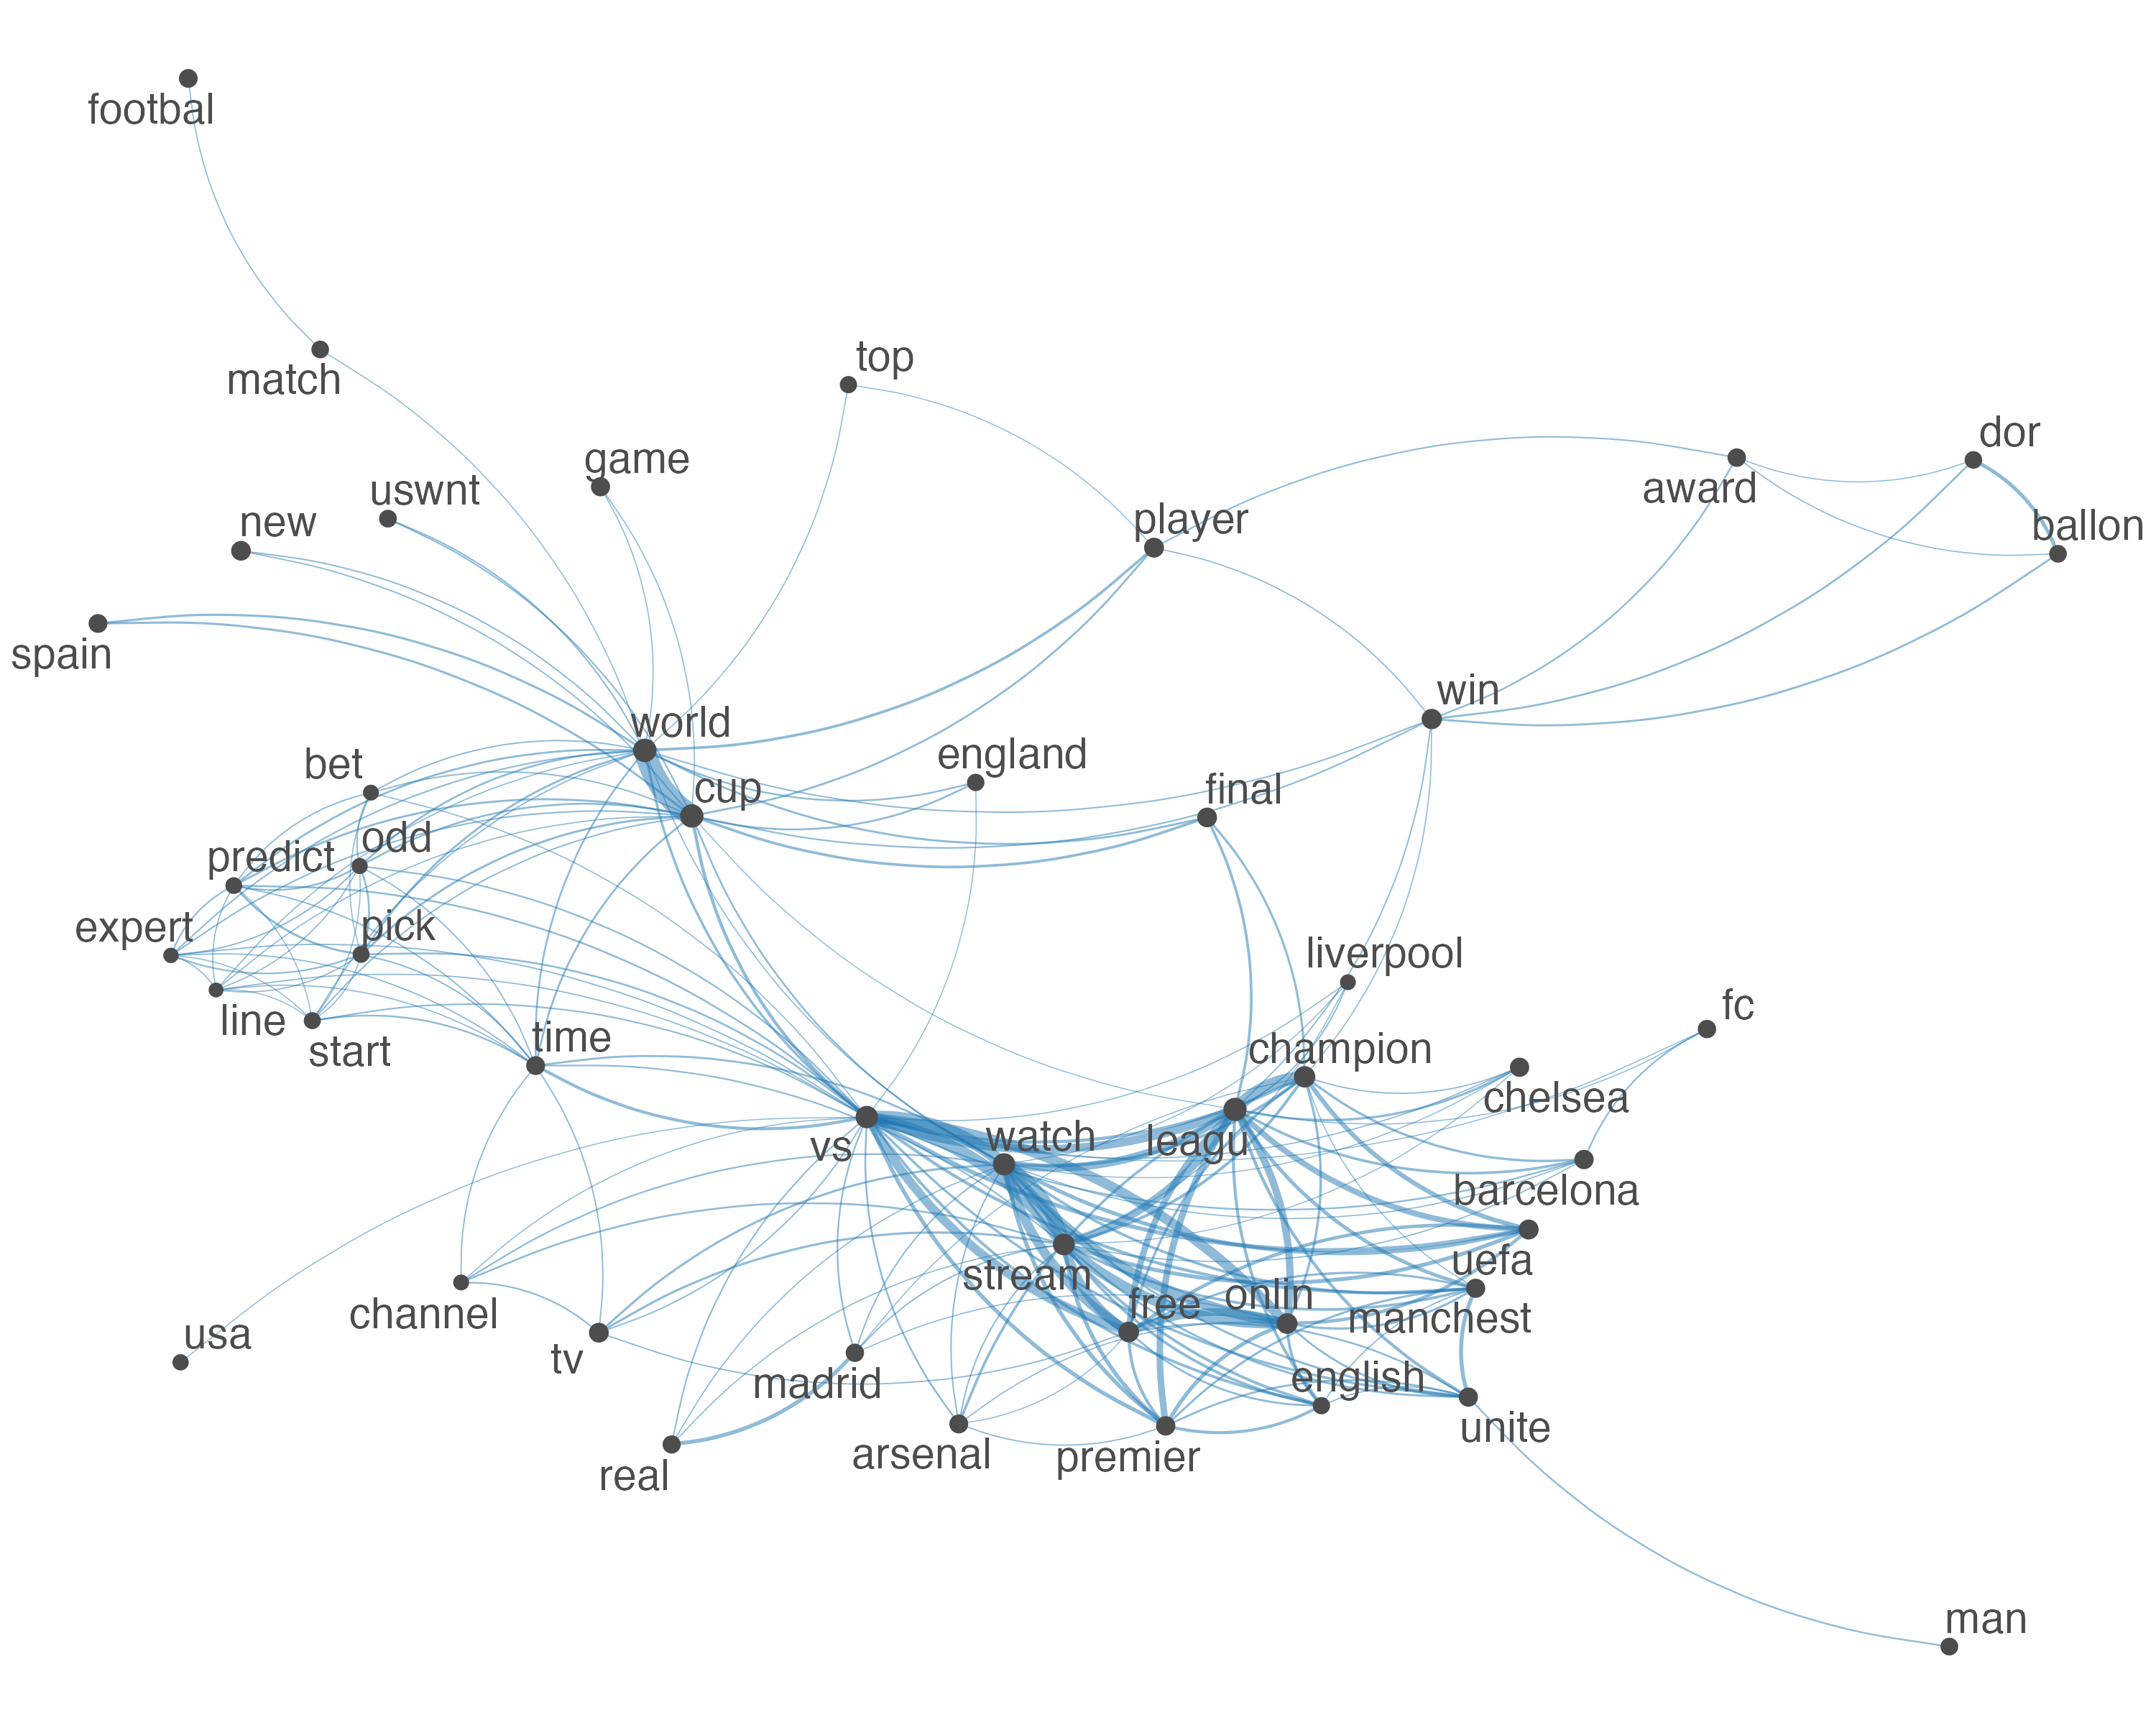 footbal
match
top
game
uswnt
new
spain
player
award
dor
ballon
world
win
england
cup
final
bet
odd
predict
pick
expert
line
start
time
liverpool
fc
champion
chelsea
vs
watch
leagu
barcelona
uefa
stream
free
onlin
manchest
channel
usa
tv
madrid
english
real
arsenal
premier
unite
man